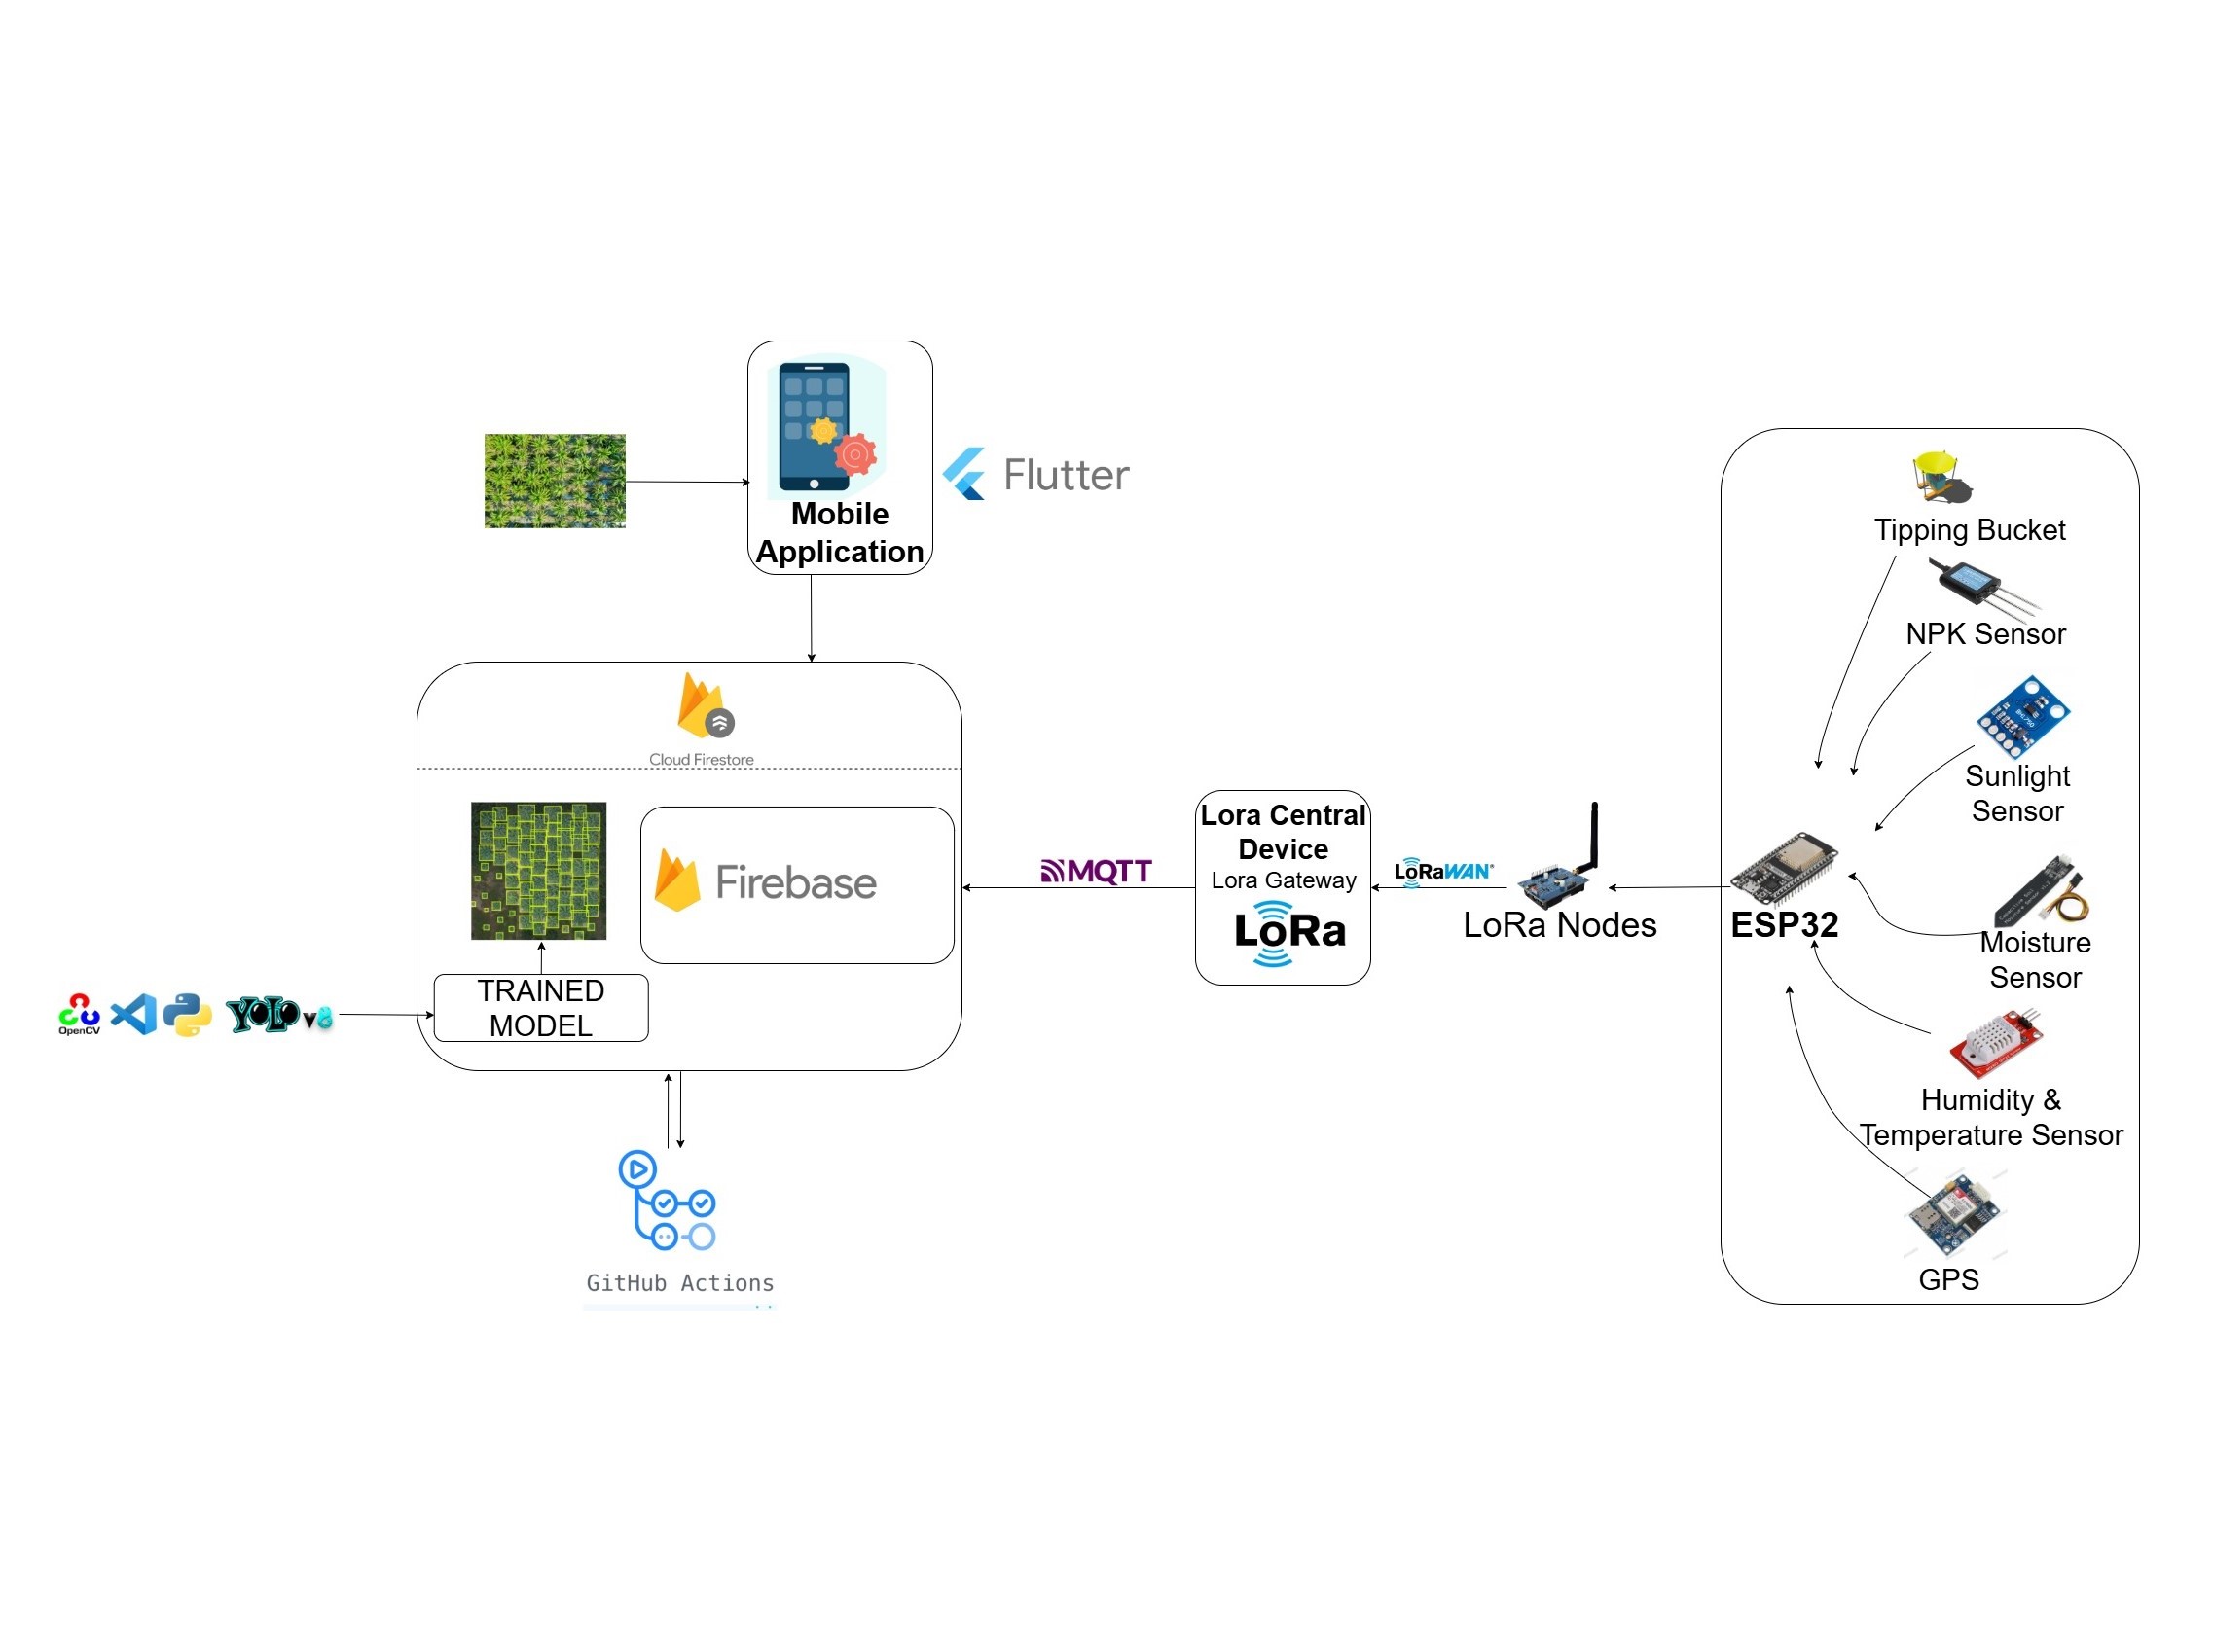 Mobile
Application
Flutter
Cloud Firestore
Firebase
TRAINED
MODEL
OpenCV
YOLO v8
GitHub Actions
MQTT
Lora Central
Device
Lora Gateway
LoRa
LoRaWAN
LoRa Nodes
ESP32
Tipping Bucket
NPK Sensor
Sunlight
Sensor
Moisture
Sensor
Humidity &
Temperature Sensor
GPS